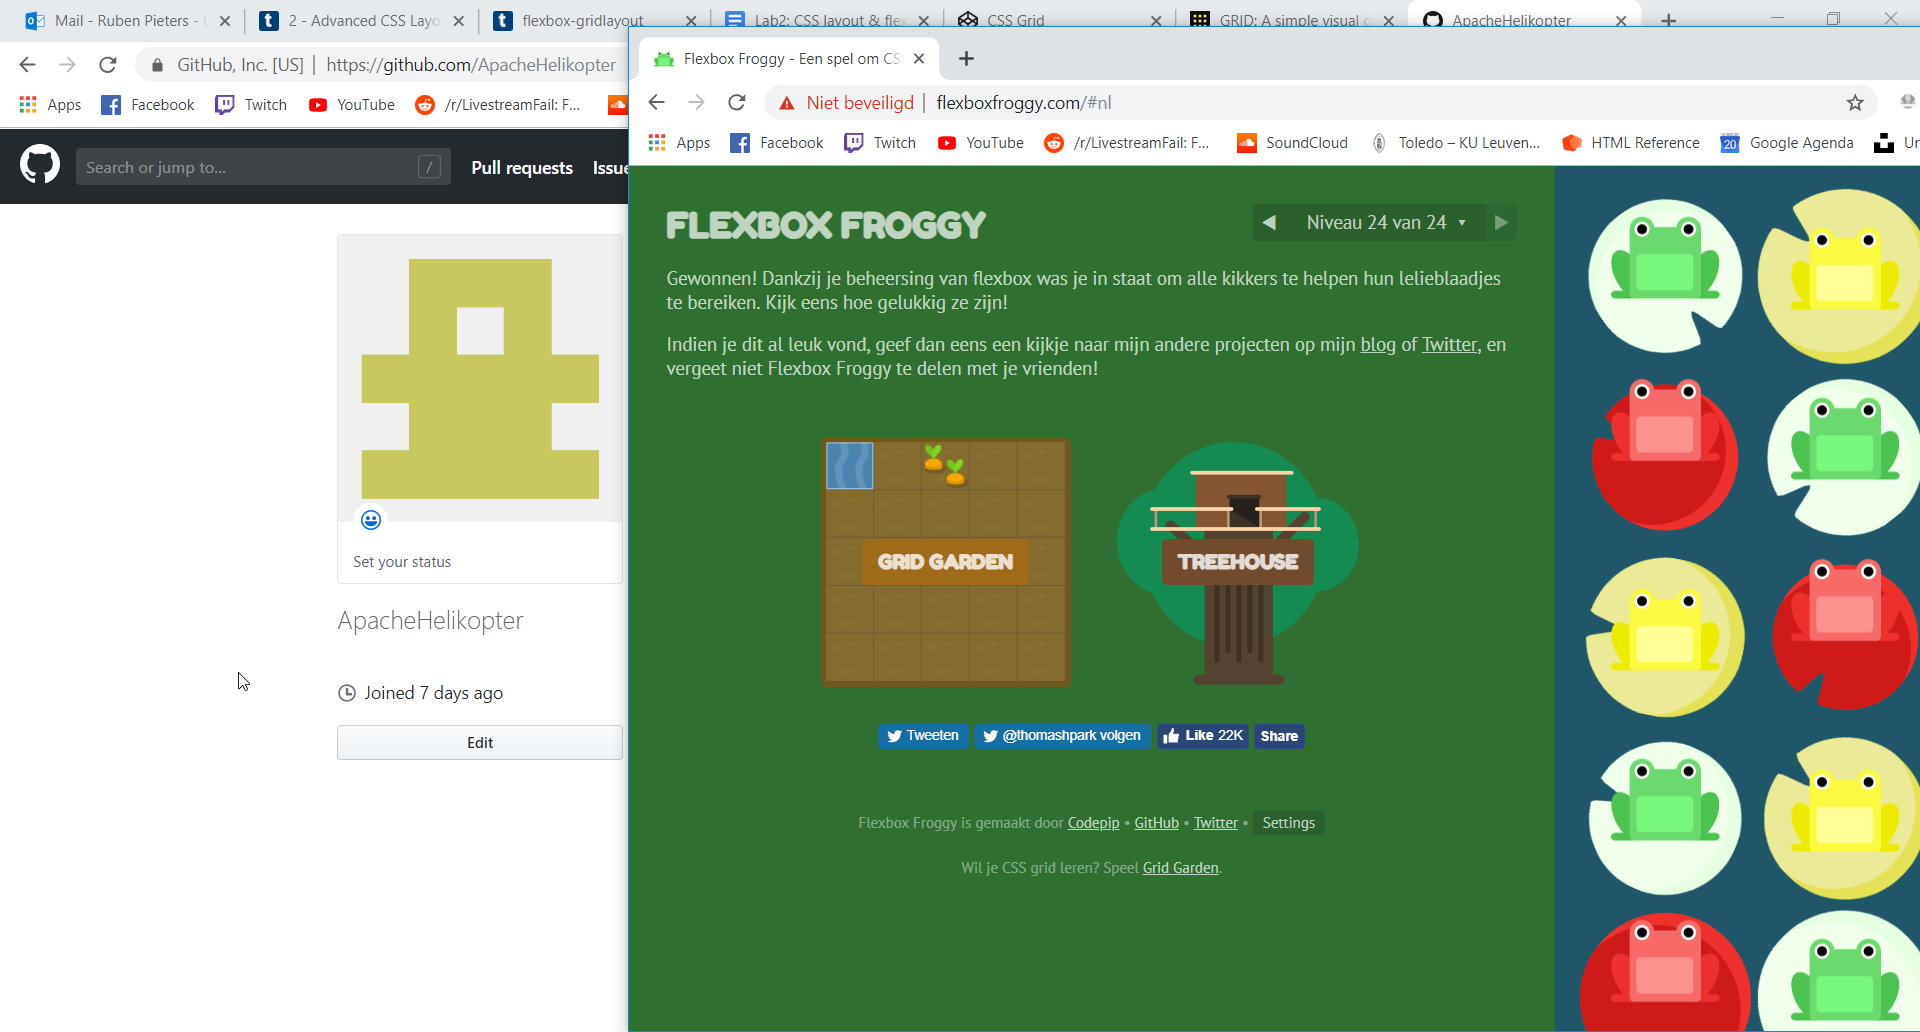 Mail - Ruben Pieters -
2 - Advanced CSS Layo
flexbox-gridlayout
Lab2: CSS layout & flex
CSS Grid
GRID: A simple visual c
ApacheHelikopter
GitHub, Inc. [US] | https://github.com/ApacheHelikopter
Apps
Facebook
Twitch
YouTube
/r/LivestreamFail: F...
Search or jump to...
/
Pull requests
Issue
Set your status
ApacheHelikopter
Joined 7 days ago
Edit
Flexbox Froggy - Een spel om CS
Niet beveiligd | flexboxfroggy.com/#nl
Apps
Facebook
Twitch
YouTube
/r/LivestreamFail: F...
SoundCloud
Toledo – KU Leuven...
HTML Reference
20
Google Agenda
Un
FLEXBOX FROGGY
Niveau 24 van 24
Gewonnen! Dankzij je beheersing van flexbox was je in staat om alle kikkers te helpen hun lelieblaadjes
te bereiken. Kijk eens hoe gelukkig ze zijn!
Indien je dit al leuk vond, geef dan eens een kijkje naar mijn andere projecten op mijn blog of Twitter, en
vergeet niet Flexbox Froggy te delen met je vrienden!
GRID GARDEN
TREEHOUSE
Tweeten
@thomashpark volgen
Like 22K
Share
Flexbox Froggy is gemaakt door Codepip • GitHub • Twitter • Settings
Wil je CSS grid leren? Speel Grid Garden.